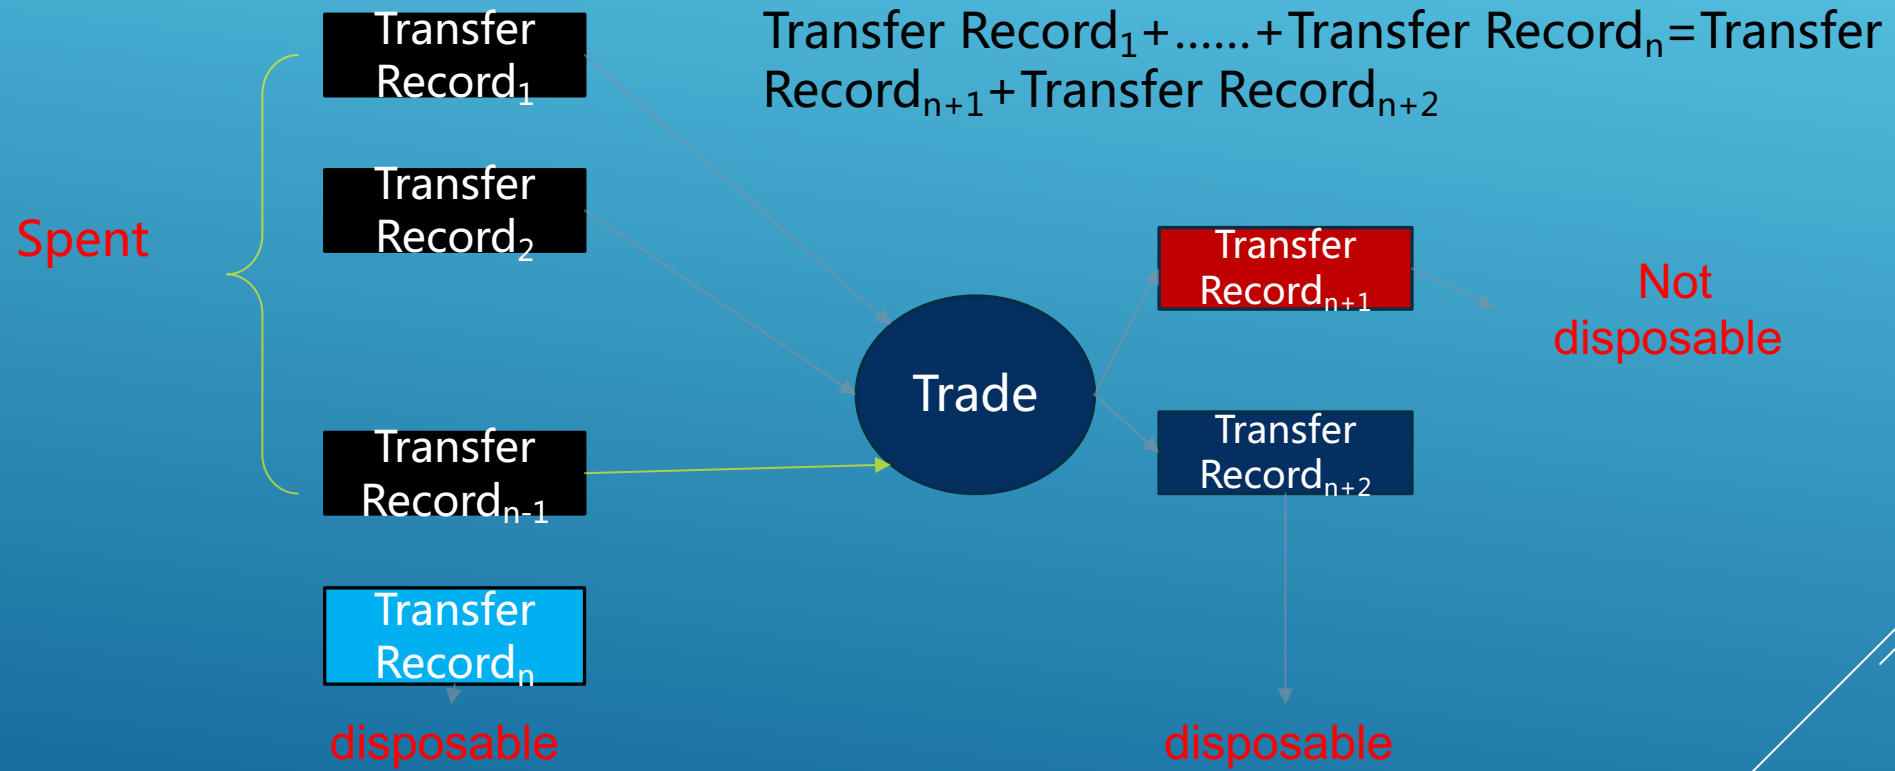 Transfer Record₁+......+Transfer Recordₙ=Transfer
Recordₙ₊₁+Transfer Recordₙ₊₂
Transfer
Record₁
Transfer
Record₂
Spent
Transfer
Recordₙ₋₁
Transfer
Recordₙ
disposable
Trade
Transfer
Recordₙ₊₁
Not
disposable
Transfer
Recordₙ₊₂
disposable